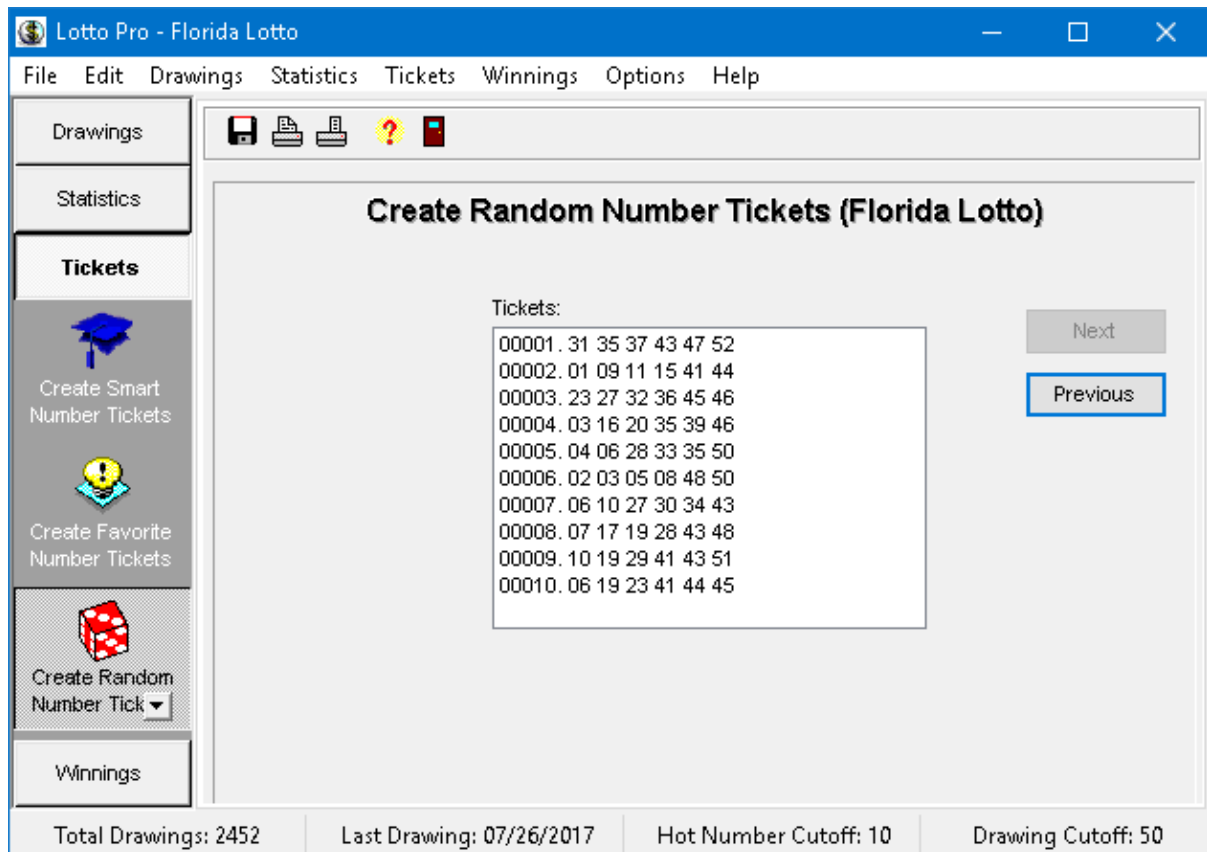 Lotto Pro - Florida Lotto
File Edit Drawings Statistics Tickets Winnings Options Help
Drawings
Statistics
Tickets
Create Smart
Number Tickets
Create Favorite
Number Tickets
Create Random
Number Tick
Winnings
Create Random Number Tickets (Florida Lotto)
Tickets:
00001. 31 35 37 43 47 52
00002. 01 09 11 15 41 44
00003. 23 27 32 36 45 46
00004. 03 16 20 35 39 46
00005. 04 06 28 33 35 50
00006. 02 03 05 08 48 50
00007. 06 10 27 30 34 43
00008. 07 17 19 28 43 48
00009. 10 19 29 41 43 51
00010. 06 19 23 41 44 45
Next
Previous
Total Drawings: 2452 Last Drawing: 07/26/2017 Hot Number Cutoff: 10 Drawing Cutoff: 50